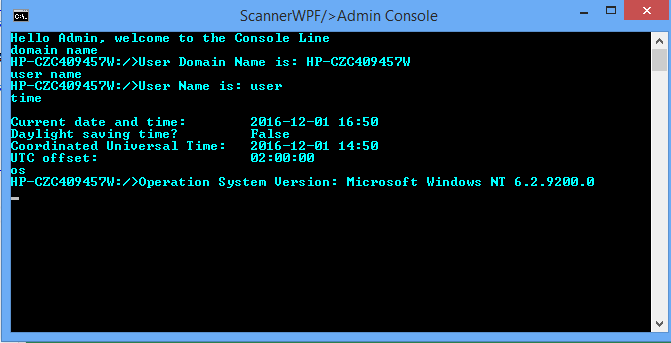 ScannerWPF/>Admin Console
Hello Admin, welcome to the Console Line
domain name
HP-CZC409457W:/>User Domain Name is: HP-CZC409457W
user name
HP-CZC409457W:/>User Name is: user
time
Current date and time: 2016-12-01 16:50
Daylight saving time? False
Coordinated Universal Time: 2016-12-01 14:50
UTC offset: 02:00:00
os
HP-CZC409457W:/>Operation System Version: Microsoft Windows NT 6.2.9200.0